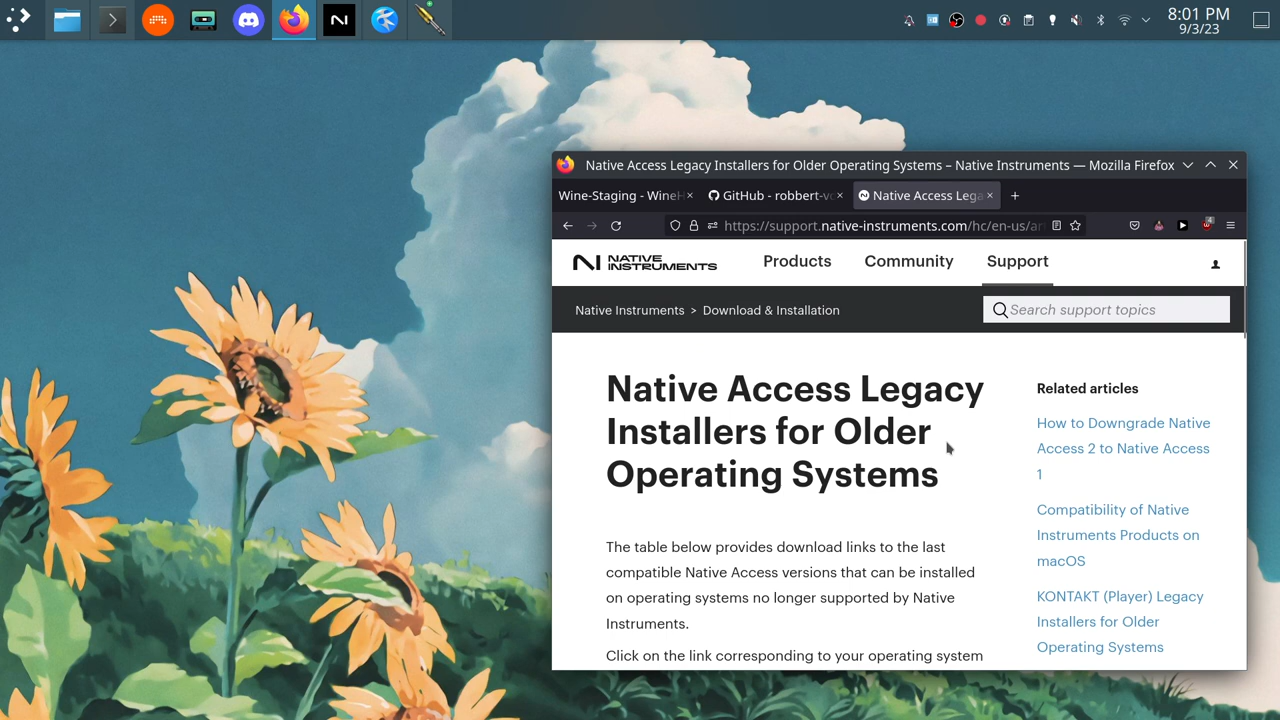 8:01 PM
9/3/23
Native Access Legacy Installers for Older Operating Systems – Native Instruments — Mozilla Firefox
Wine-Staging - WineH
GitHub - robbert-vd
Native Access Lega
https://support.native-instruments.com/hc/en-us/ar
4
NATIVE INSTRUMENTS
Products
Community
Support
Native Instruments > Download & Installation
Search support topics
Native Access Legacy
Installers for Older
Operating Systems
The table below provides download links to the last
compatible Native Access versions that can be installed
on operating systems no longer supported by Native
Instruments.
Click on the link corresponding to your operating system
Related articles
How to Downgrade Native
Access 2 to Native Access
1
Compatibility of Native
Instruments Products on
macOS
KONTAKT (Player) Legacy
Installers for Older
Operating Systems